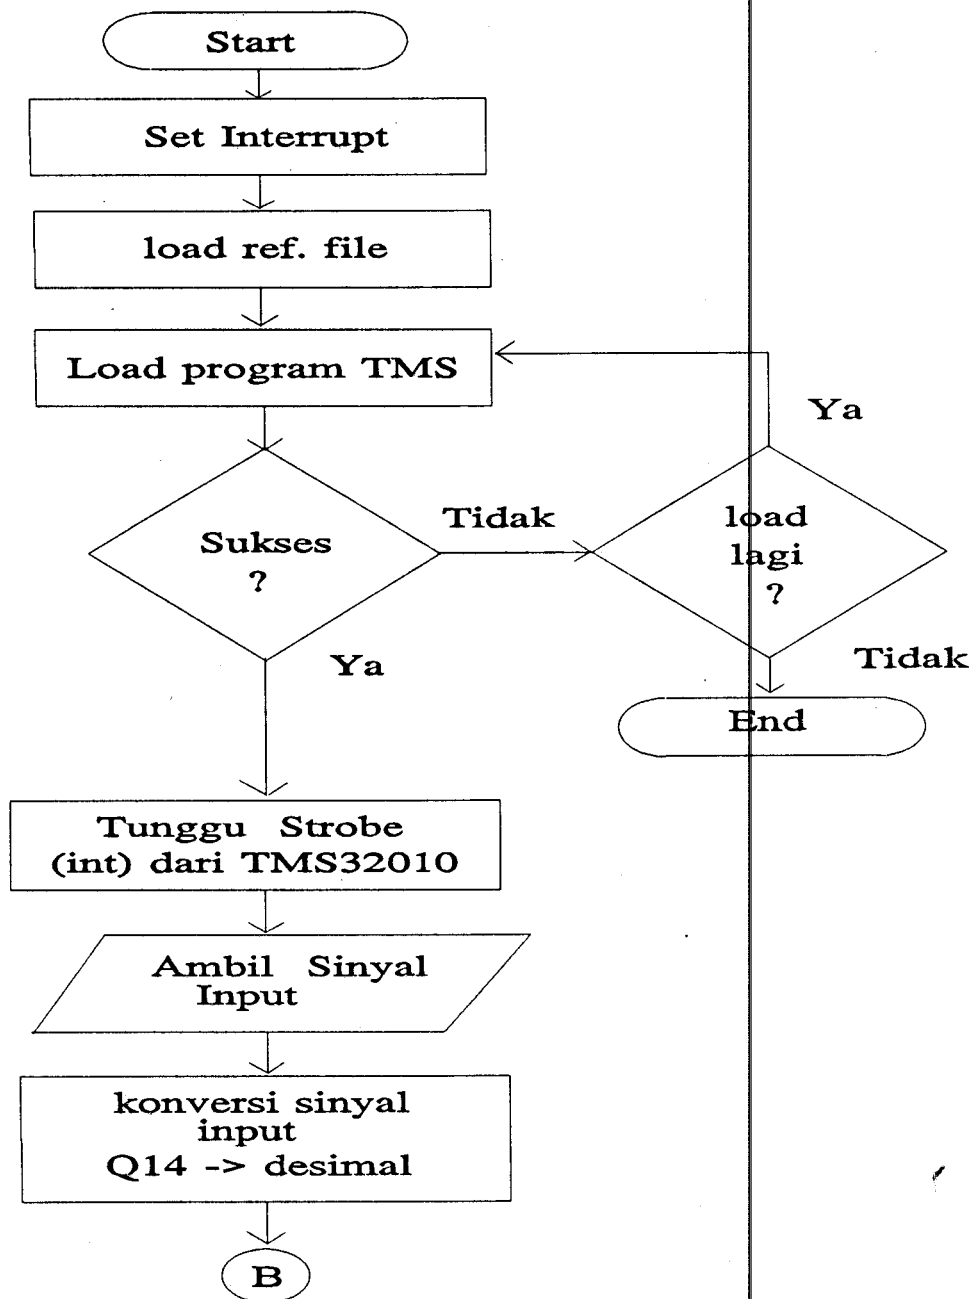 Start
Set Interrupt
load ref. file
Load program TMS
Ya
Sukses
?
Tidak
load
lagi
?
Ya
Tidak
End
Tunggu Strobe
(int) dari TMS32010
Ambil Sinyal
Input
konversi sinyal
input
Q14 -> desimal
B